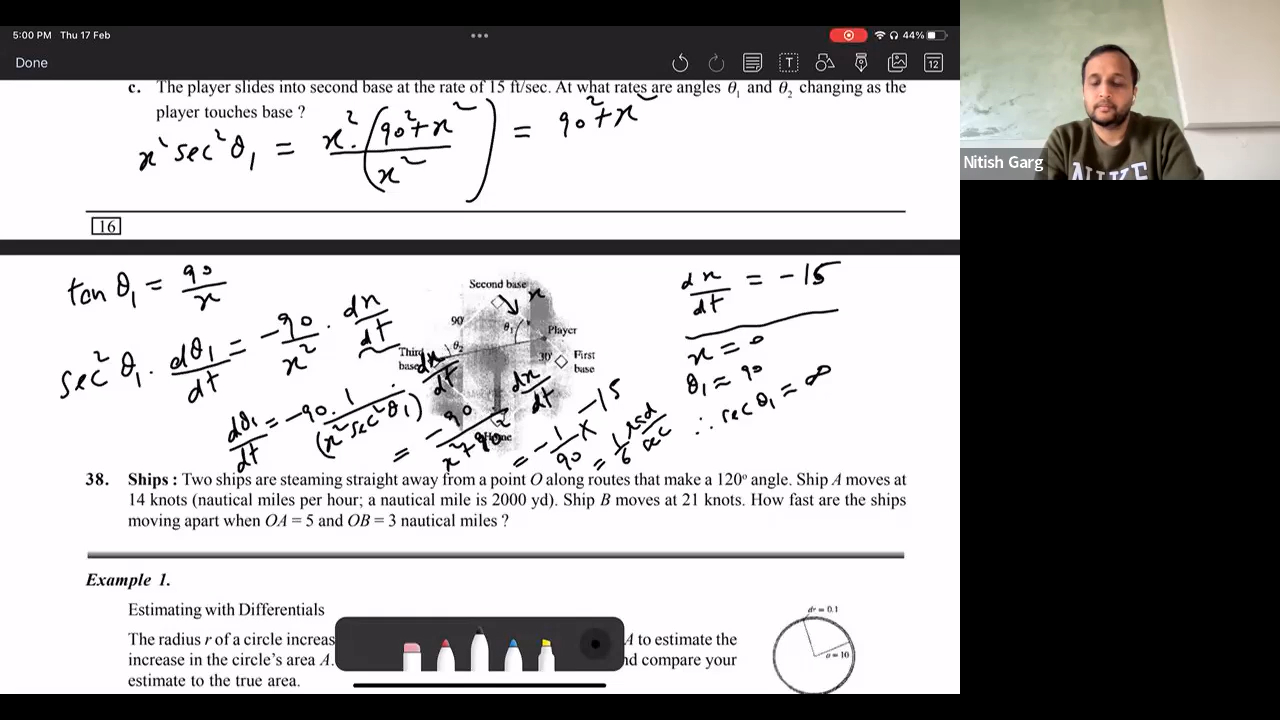 5:00 PM Thu 17 Feb
44%
Done
12
c. The player slides into second base at the rate of 15 ft/sec. At what rates are angles θ₁ and θ₂ changing as the
player touches base ?
x² sec² θ₁ = x² . (90² + x² / x²) = 90² + x²
Nitish Garg
16
tan θ₁ = 90/x
sec² θ₁ . dθ₁/dt = -90/x² . dx/dt
dθ₁/dt = -90 . 1/(x² sec² θ₁) . dx/dt
= -90/(x² + 90²) dx/dt
= -1/90 x -15
= 1/6 rad/sec
dx/dt = -15
x = 0
θ₁ = 90
∴ sec θ₁ = ∞
Second base
x
90'
θ₁
Player
θ₂
Third
base
30'
First
base
Home
38. Ships : Two ships are steaming straight away from a point O along routes that make a 120° angle. Ship A moves at
14 knots (nautical miles per hour; a nautical mile is 2000 yd). Ship B moves at 21 knots. How fast are the ships
moving apart when OA = 5 and OB = 3 nautical miles ?
Example 1.
Estimating with Differentials
The radius r of a circle increas
A to estimate the
increase in the circle's area A.
nd compare your
estimate to the true area.
dr = 0.1
a = 10